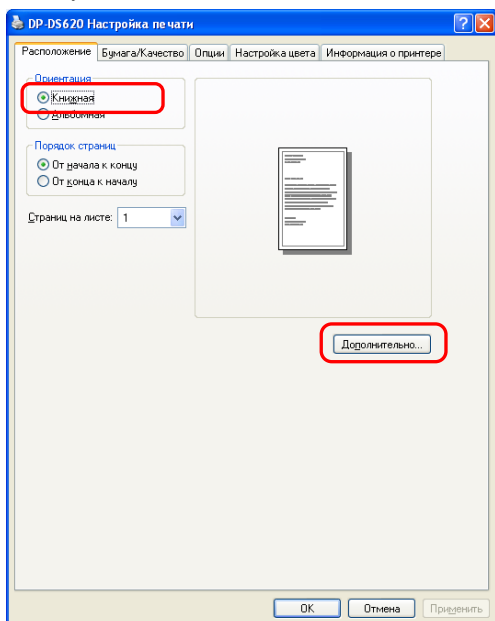 DP-DS620 Настройка печати
Расположение Бумага/Качество Опции Настройка цвета Информация о принтере
Ориентация
Книжная
Альбомная
Порядок страниц
От начала к концу
От конца к началу
Страниц на листе: 1
Дополнительно...
ОК Отмена Применить